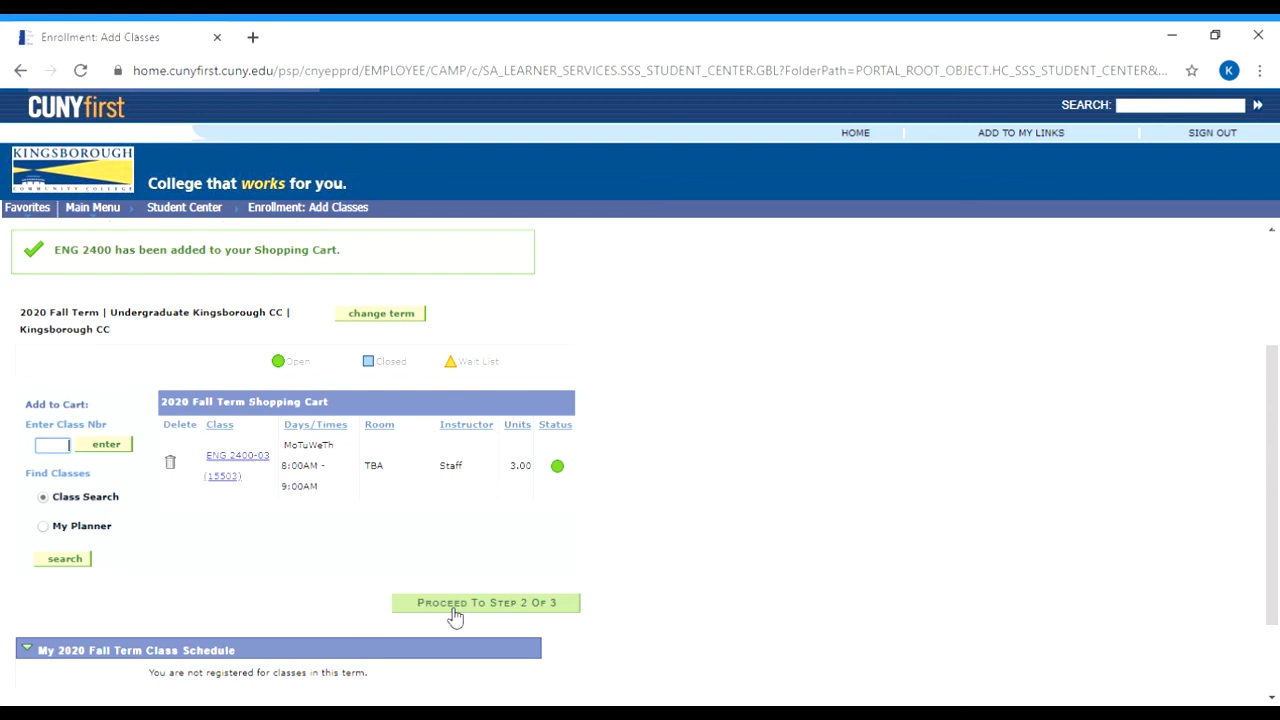 Enrollment: Add Classes
home.cunyfirst.cuny.edu/psp/cnyepprd/EMPLOYEE/CAMP/c/SA_LEARNER_SERVICES.SSS_STUDENT_CENTER.GBL?FolderPath=PORTAL_ROOT_OBJECT.HC_SSS_STUDENT_CENTER&...
K
CUNYfirst
SEARCH:
HOME
ADD TO MY LINKS
SIGN OUT
KINGSBOROUGH
COMMUNITY COLLEGE
College that works for you.
Favorites
Main Menu
Student Center
Enrollment: Add Classes
ENG 2400 has been added to your Shopping Cart.
2020 Fall Term | Undergraduate Kingsborough CC |
Kingsborough CC
change term
Open
Closed
Wait List
Add to Cart:
Enter Class Nbr
enter
Find Classes
Class Search
My Planner
search
2020 Fall Term Shopping Cart
Delete Class Days/Times Room Instructor Units Status
ENG 2400-03
(15503)
MoTuWeTh
8:00AM -
9:00AM
TBA
Staff
3.00
PROCEED TO STEP 2 OF 3
My 2020 Fall Term Class Schedule
You are not registered for classes in this term.